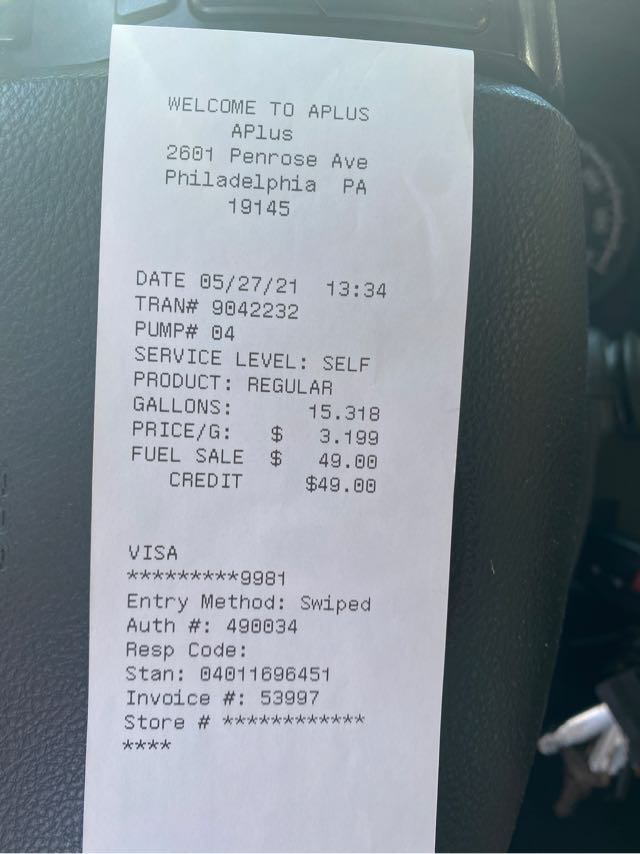 WELCOME TO APLUS
APlus
2601 Penrose Ave
Philadelphia PA
19145
DATE 05/27/21 13:34
TRAN# 9042232
PUMP# 04
SERVICE LEVEL: SELF
PRODUCT: REGULAR
GALLONS: 15.318
PRICE/G: $ 3.199
FUEL SALE $ 49.00
CREDIT $49.00
VISA
*********9981
Entry Method: Swiped
Auth #: 490034
Resp Code:
Stan: 04011696451
Invoice #: 53997
Store # ************
****